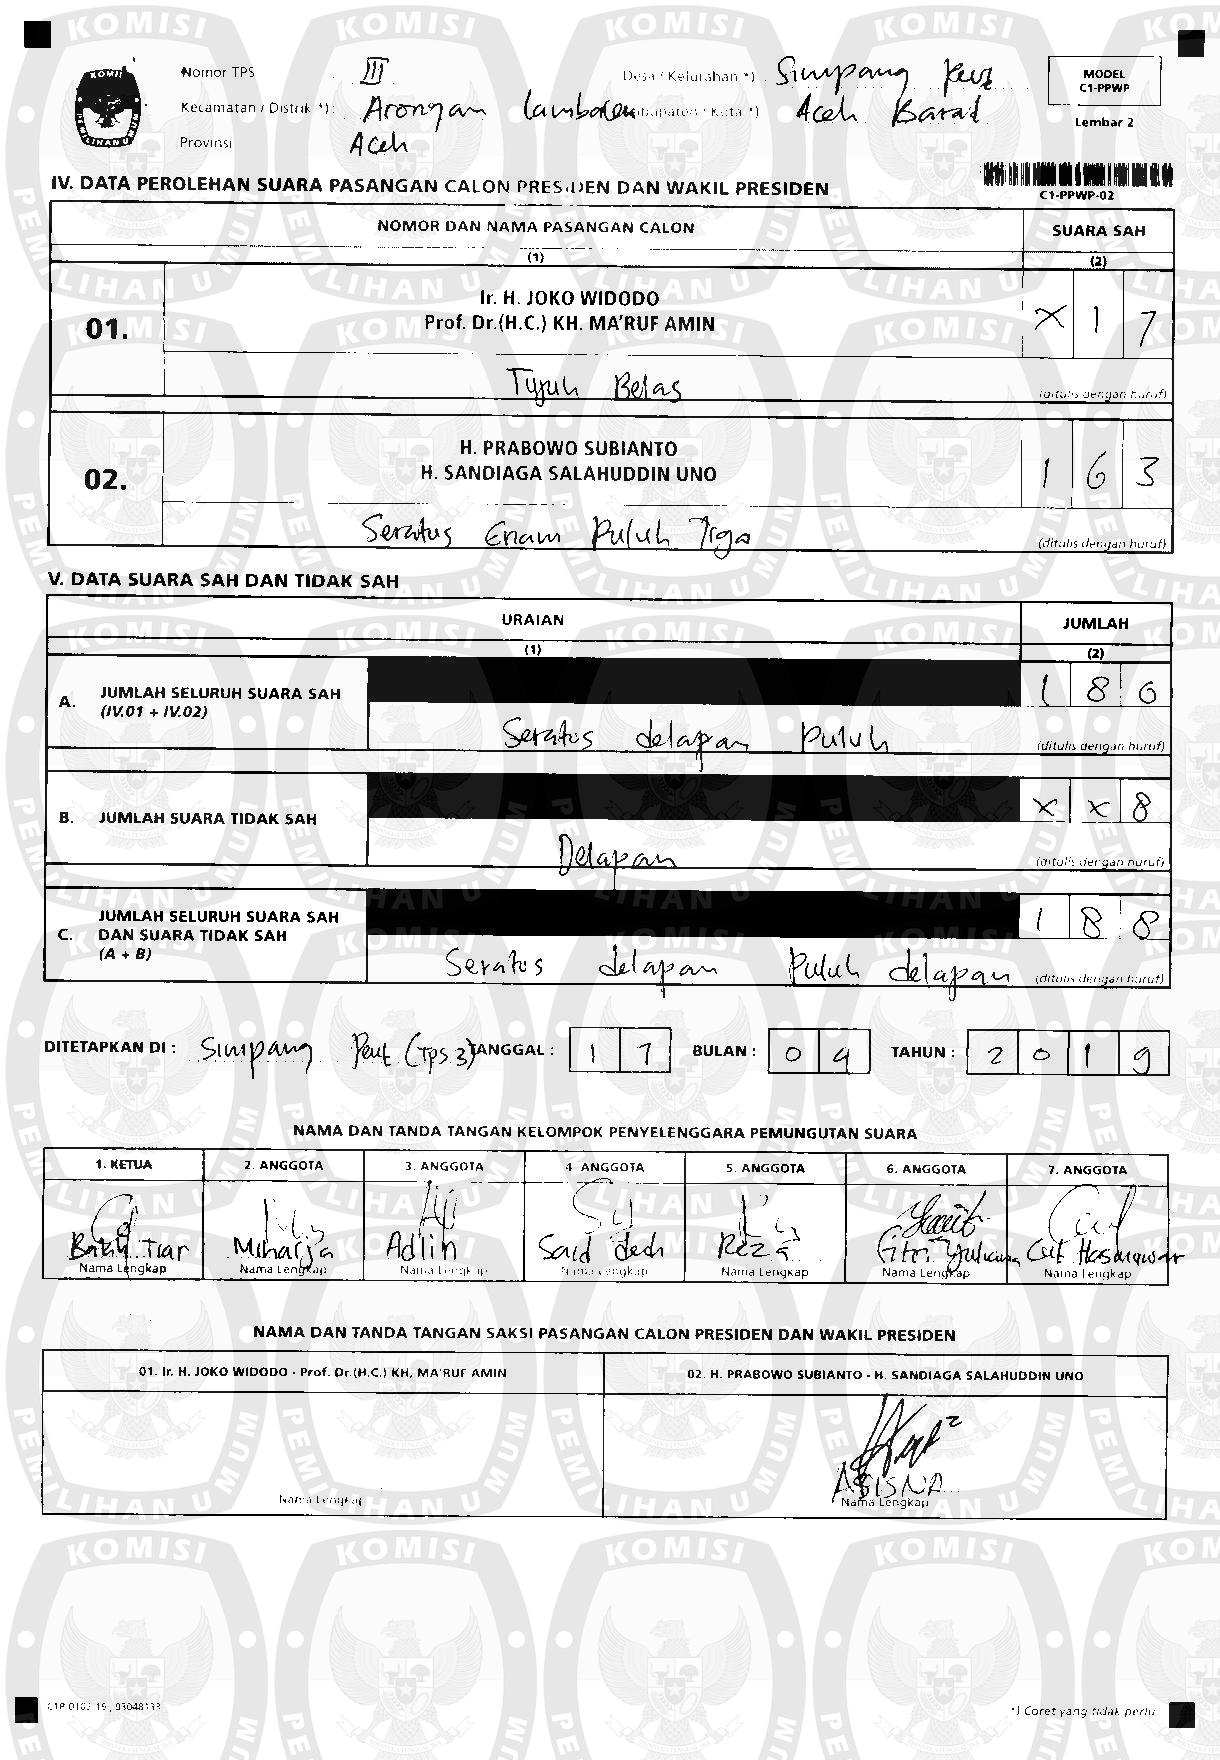 Nomor TPS : III
Desa / Kelurahan *) : Simpang Peut
MODEL
C1-PPWP
Kecamatan / Distrik *) : Arongan Lambalek
Kabupaten / Kota *) Aceh Barat
Lembar 2
Provinsi Aceh
IV. DATA PEROLEHAN SUARA PASANGAN CALON PRESIDEN DAN WAKIL PRESIDEN
C1-PPWP-02
NOMOR DAN NAMA PASANGAN CALON SUARA SAH
(1) (2)
01. Ir. H. JOKO WIDODO
Prof. Dr.(H.C.) KH. MA'RUF AMIN X 1 7
Tujuh Belas (ditulis dengan huruf)
02. H. PRABOWO SUBIANTO
H. SANDIAGA SALAHUDDIN UNO 1 6 3
Seratus Enam Puluh Tiga (ditulis dengan huruf)
V. DATA SUARA SAH DAN TIDAK SAH
URAIAN JUMLAH
(1) (2)
A. JUMLAH SELURUH SUARA SAH
(IV.01 + IV.02) 1 8 0
Seratus delapan Puluh (ditulis dengan huruf)
B. JUMLAH SUARA TIDAK SAH X X 8
Delapan (ditulis dengan huruf)
C. JUMLAH SELURUH SUARA SAH
DAN SUARA TIDAK SAH
(A + B) 1 8 8
Seratus delapan Puluh delapan (ditulis dengan huruf)
DITETAPKAN DI : Simpang Peut (TPS 3) TANGGAL : 1 7 BULAN : 0 4 TAHUN : 2 0 1 9
NAMA DAN TANDA TANGAN KELOMPOK PENYELENGGARA PEMUNGUTAN SUARA
1. KETUA 2. ANGGOTA 3. ANGGOTA 4 ANGGOTA 5. ANGGOTA 6. ANGGOTA 7. ANGGOTA
Bakh Tiar Miharja Adlin Said Reza Fitri Yuliana Cut Hasanuwar
Nama Lengkap Nama Lengkap Nama Lengkap Nama Lengkap Nama Lengkap Nama Lengkap Nama Lengkap
NAMA DAN TANDA TANGAN SAKSI PASANGAN CALON PRESIDEN DAN WAKIL PRESIDEN
01. Ir. H. JOKO WIDODO - Prof. Dr.(H.C.) KH. MA'RUF AMIN 02. H. PRABOWO SUBIANTO - H. SANDIAGA SALAHUDDIN UNO
ASISNA
Nama Lengkap Nama Lengkap
*) Coret yang tidak perlu